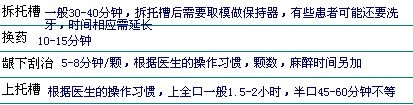 拆托槽 一般30-40分钟，拆托槽后需要取模做保持器，有些患者可能还要洗
牙，时间相应需延长
换药 10-15分钟
龈下刮治 5-8分钟/颗，根据医生的操作习惯，颗数，麻醉时间另加
上托槽 根据医生的操作习惯，上全口一般1.5-2小时，半口45-60分钟不等